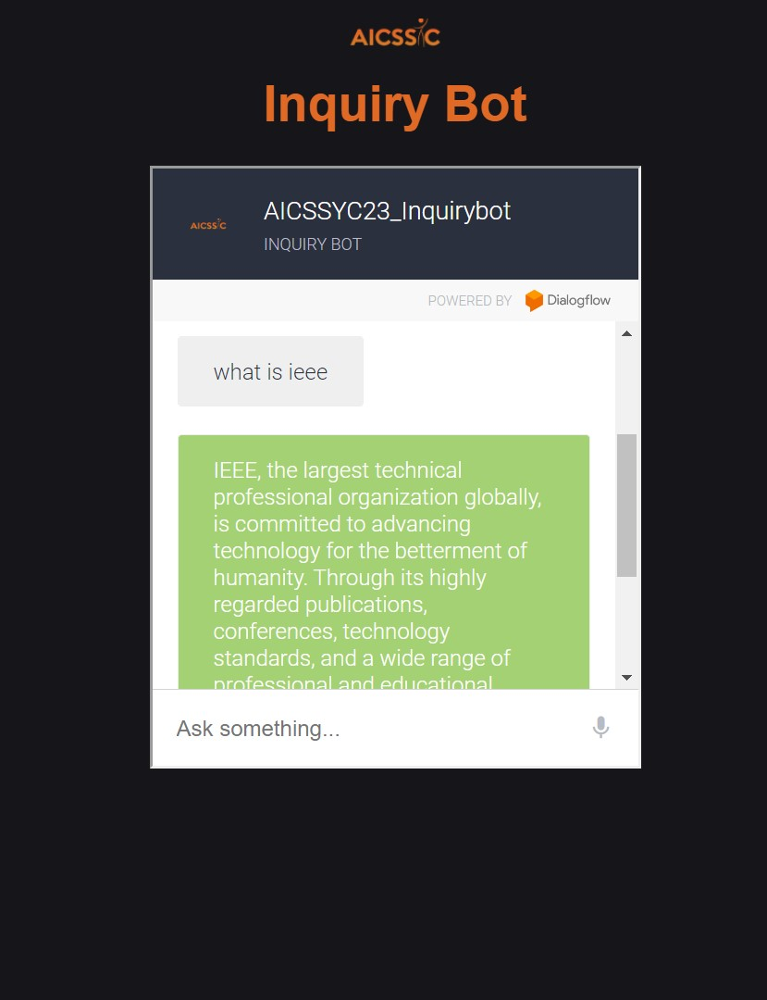 AICSSYC
Inquiry Bot
AICSSYC
AICSSYC23_Inquirybot
INQUIRY BOT
POWERED BY Dialogflow
what is ieee
IEEE, the largest technical
professional organization globally,
is committed to advancing
technology for the betterment of
humanity. Through its highly
regarded publications,
conferences, technology
standards, and a wide range of
professional and educational
Ask something...